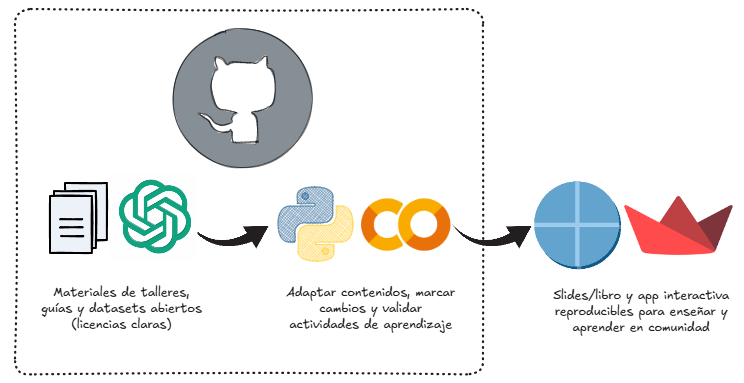 Materiales de talleres,
guías y datasets abiertos
(licencias claras)
Adaptar contenidos, marcar
cambios y validar
actividades de aprendizaje
Slides/libro y app interactiva
reproducibles para enseñar y
aprender en comunidad